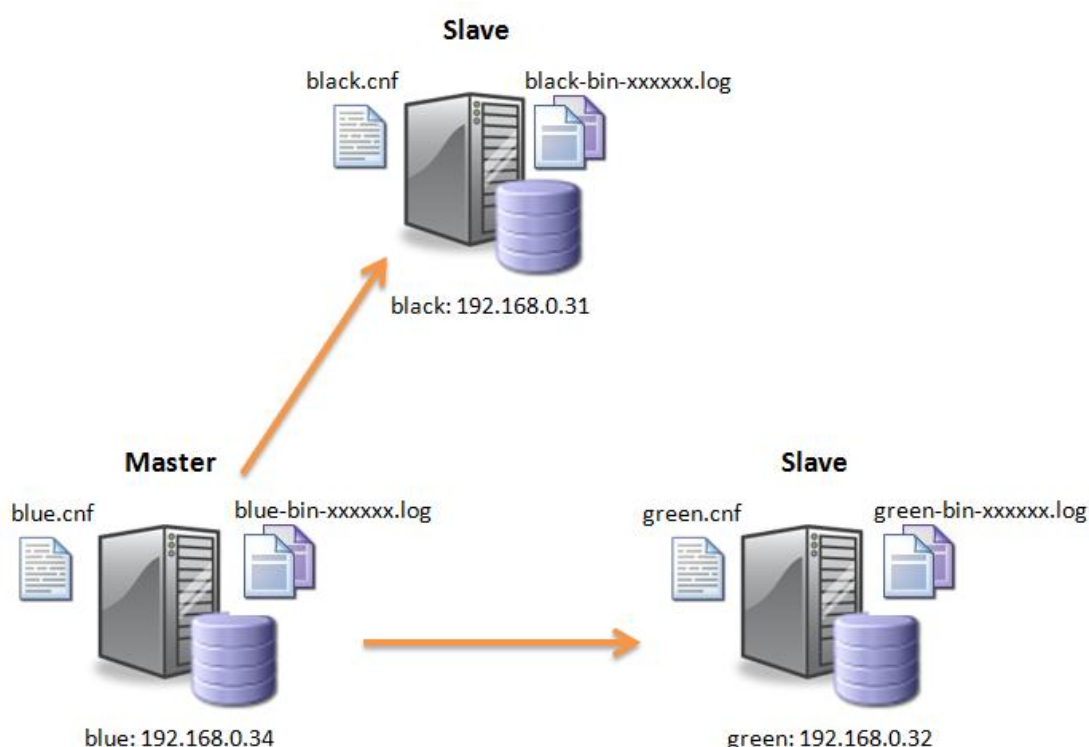 Slave
black.cnf
black-bin-xxxxxx.log
black: 192.168.0.31
Master
blue.cnf
blue-bin-xxxxxx.log
blue: 192.168.0.34
Slave
green.cnf
green-bin-xxxxxx.log
green: 192.168.0.32